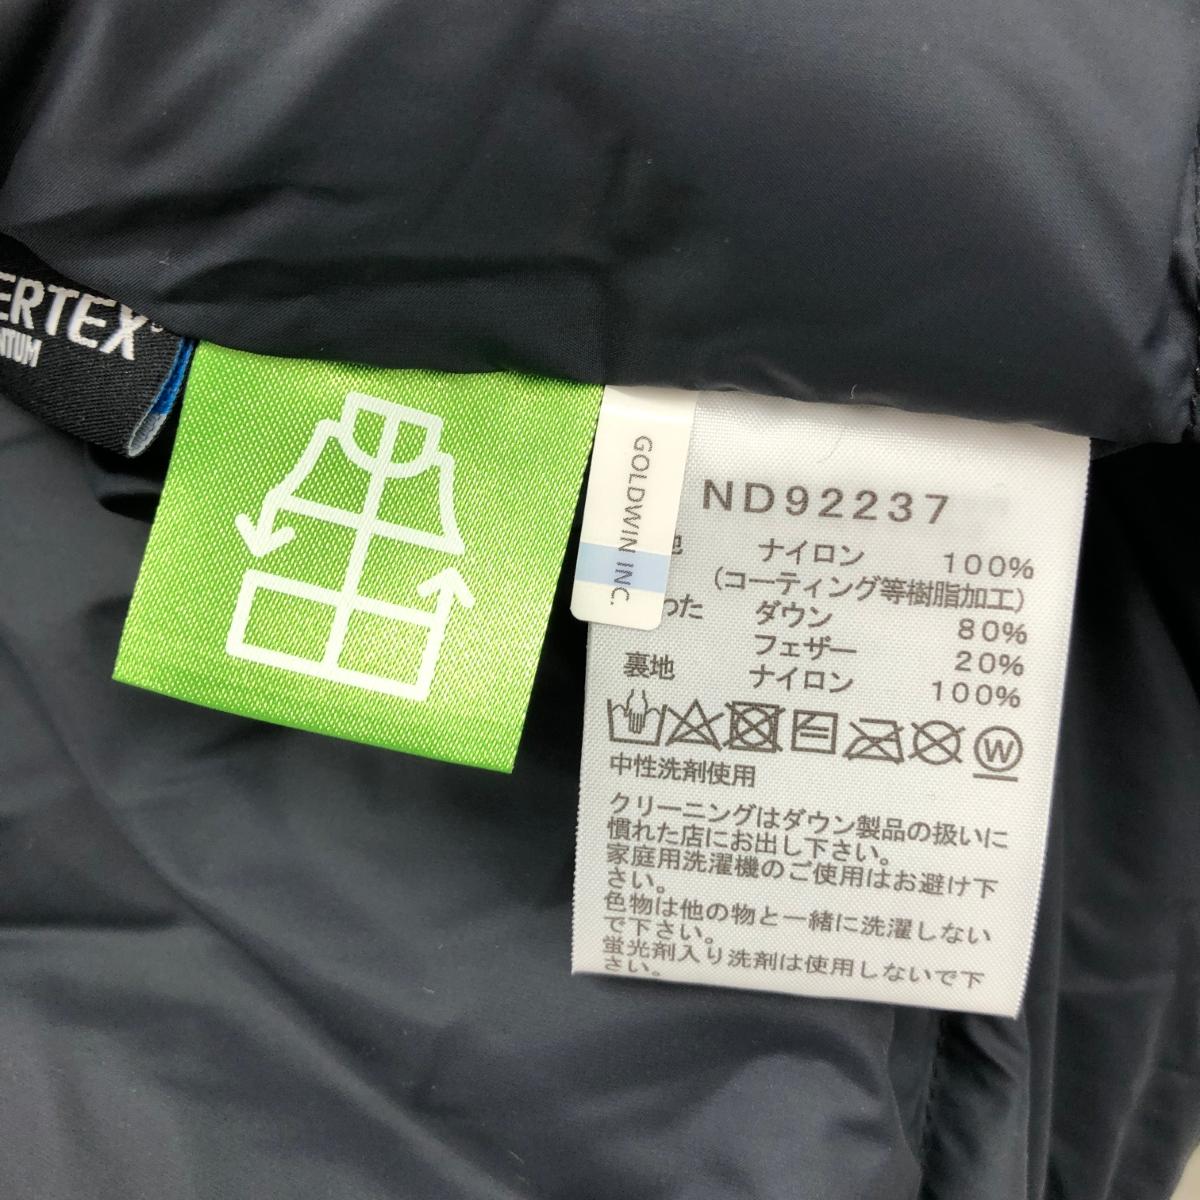 ERTEX
NTUM
GOLDWIN INC.
ND92237
地 ナイロン 100%
(コーティング等樹脂加工)
わた ダウン 80%
フェザー 20%
裏地 ナイロン 100%
W
中性洗剤使用
クリーニングはダウン製品の扱いに
慣れた店にお出し下さい。
家庭用洗濯機のご使用はお避け下
さい。
色物は他の物と一緒に洗濯しない
で下さい。
蛍光剤入り洗剤は使用しないで下
さい。